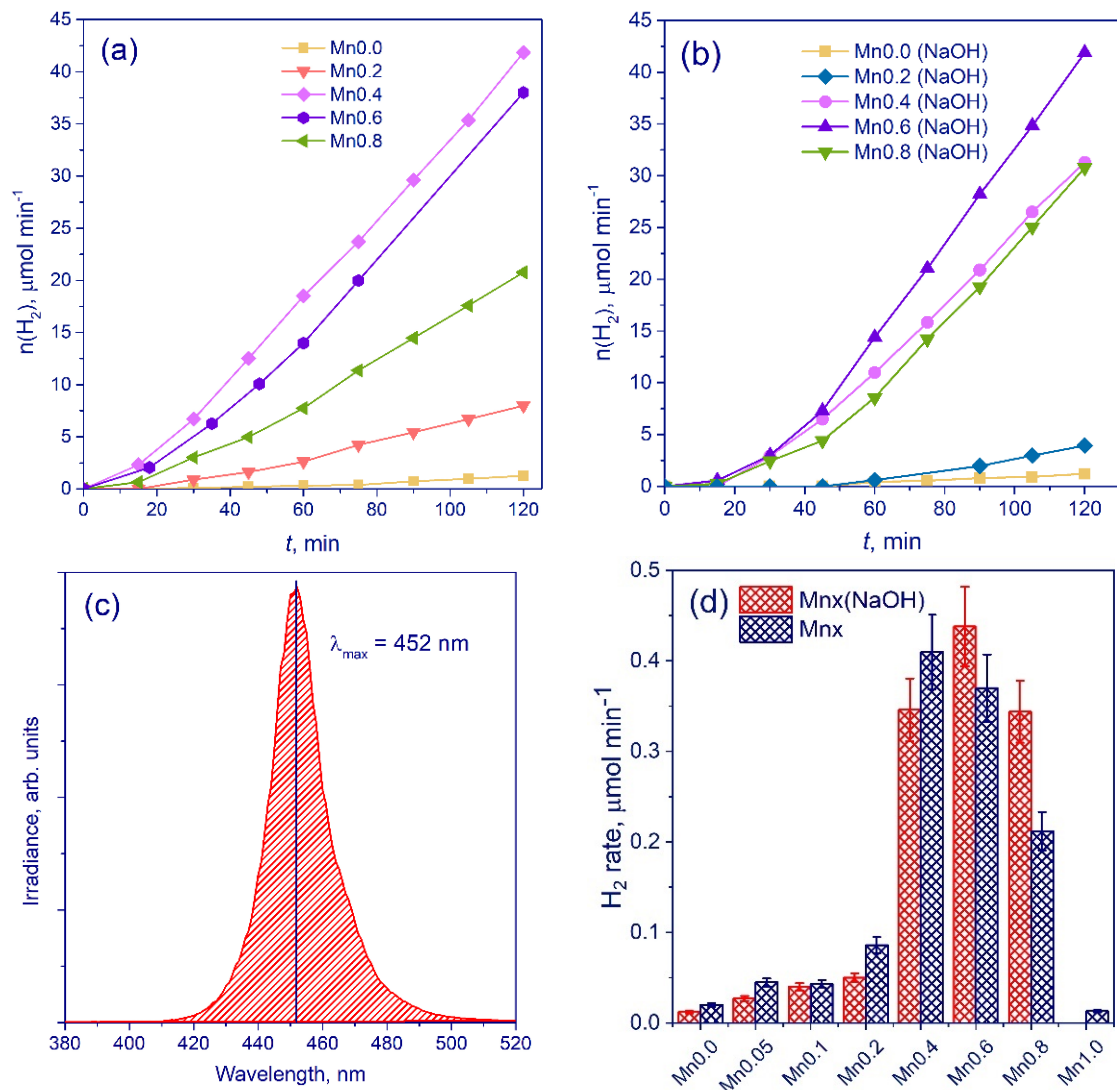 (a)
Mn0.0
Mn0.2
Mn0.4
Mn0.6
Mn0.8
45
40
35
30
25
20
15
10
5
0
n(H₂), μmol min⁻¹
0 20 40 60 80 100 120
t, min
(b)
Mn0.0 (NaOH)
Mn0.2 (NaOH)
Mn0.4 (NaOH)
Mn0.6 (NaOH)
Mn0.8 (NaOH)
45
40
35
30
25
20
15
10
5
0
n(H₂), μmol min⁻¹
0 20 40 60 80 100 120
t, min
(c)
λmax = 452 nm
Irradiance, arb. units
380 400 420 440 460 480 500 520
Wavelength, nm
(d)
Mnx(NaOH)
Mnx
0.5
0.4
0.3
0.2
0.1
0.0
H₂ rate, μmol min⁻¹
Mn0.0 Mn0.05 Mn0.1 Mn0.2 Mn0.4 Mn0.6 Mn0.8 Mn1.0